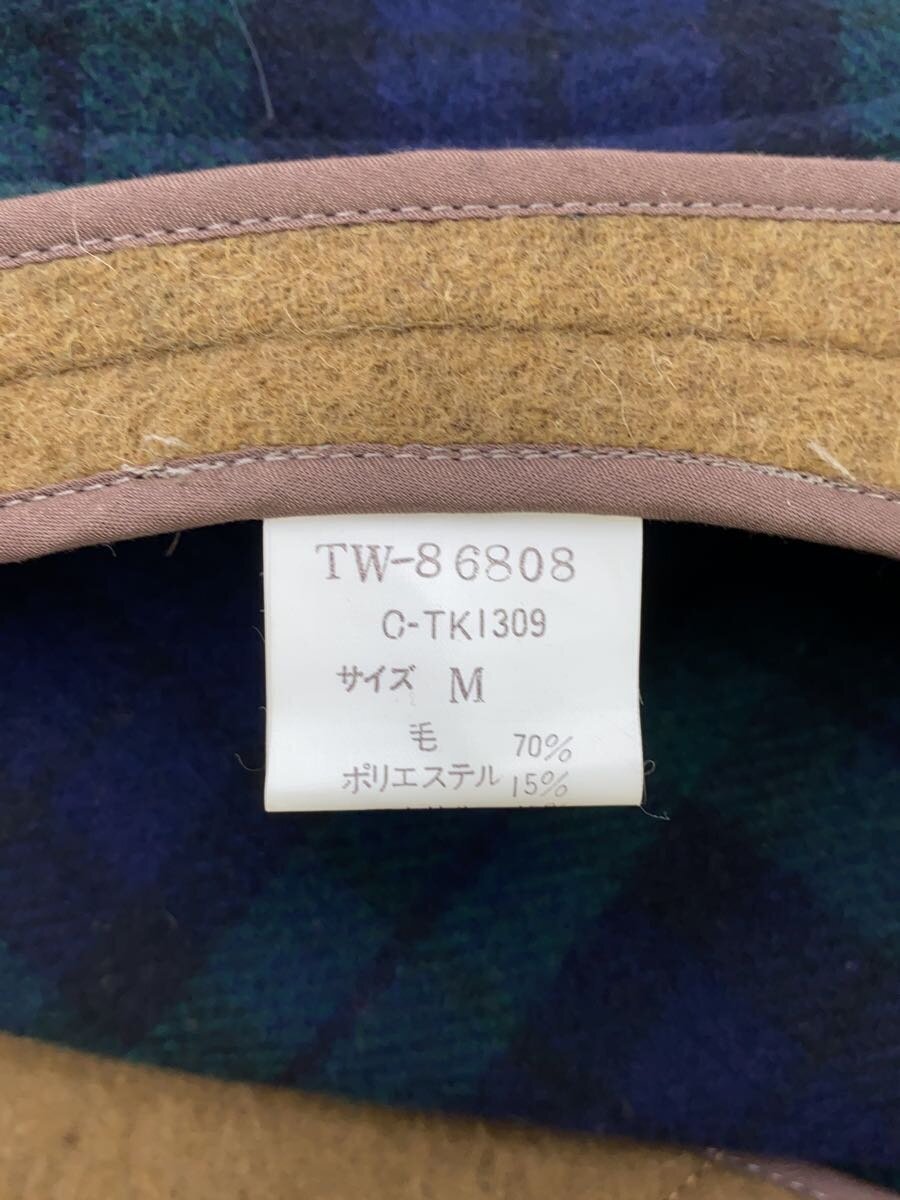 TW-86808
C-TK1309
サイズ M
毛 70%
ポリエステル 15%